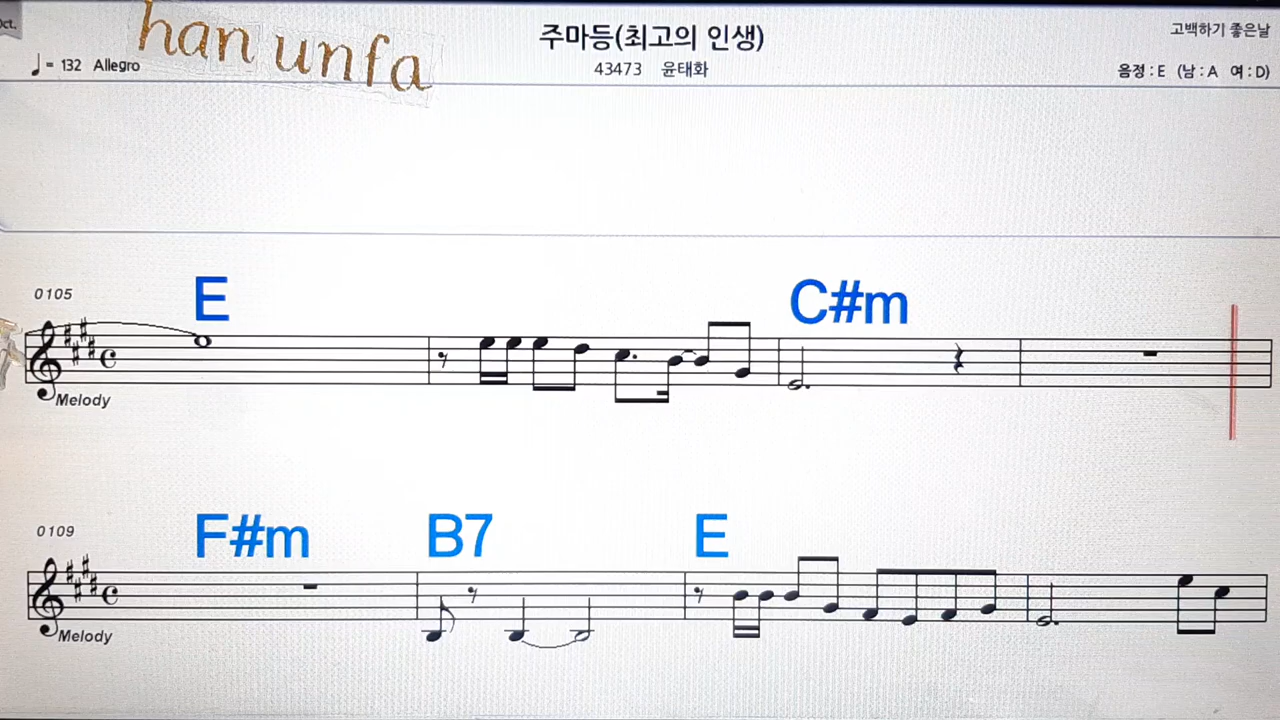 Oct.
han unfa
주마등(최고의 인생)
고백하기 좋은날
♩= 132 Allegro
43473 윤태화
음정 : E (남 : A 여 : D)
E
C#m
0105
Melody
F#m
B7
E
0109
Melody